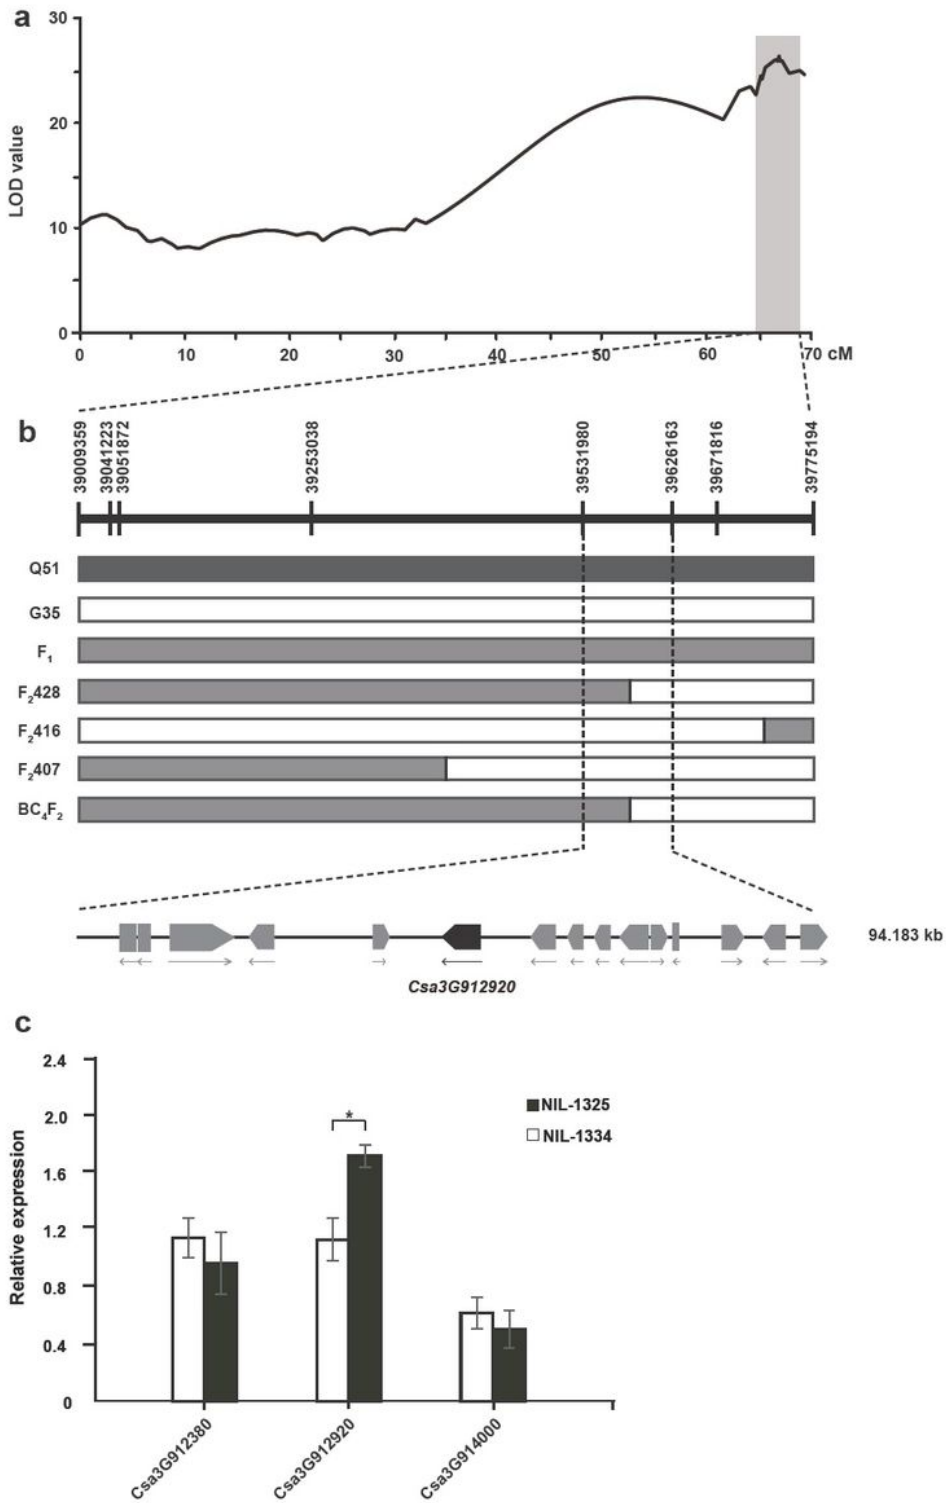 a
30
20
10
0
LOD value
0 10 20 30 40 50 60 70 cM
b
39009359
39041223
39051872
39253038
39531980
39626163
39671816
39775194
Q51
G35
F1
F2428
F2416
F2407
BC4F2
94.183 kb
Csa3G912920
c
2.4
2.0
1.6
1.2
0.8
0.4
0
Relative expression
*
NIL-1325
NIL-1334
Csa3G912380
Csa3G912920
Csa3G914000